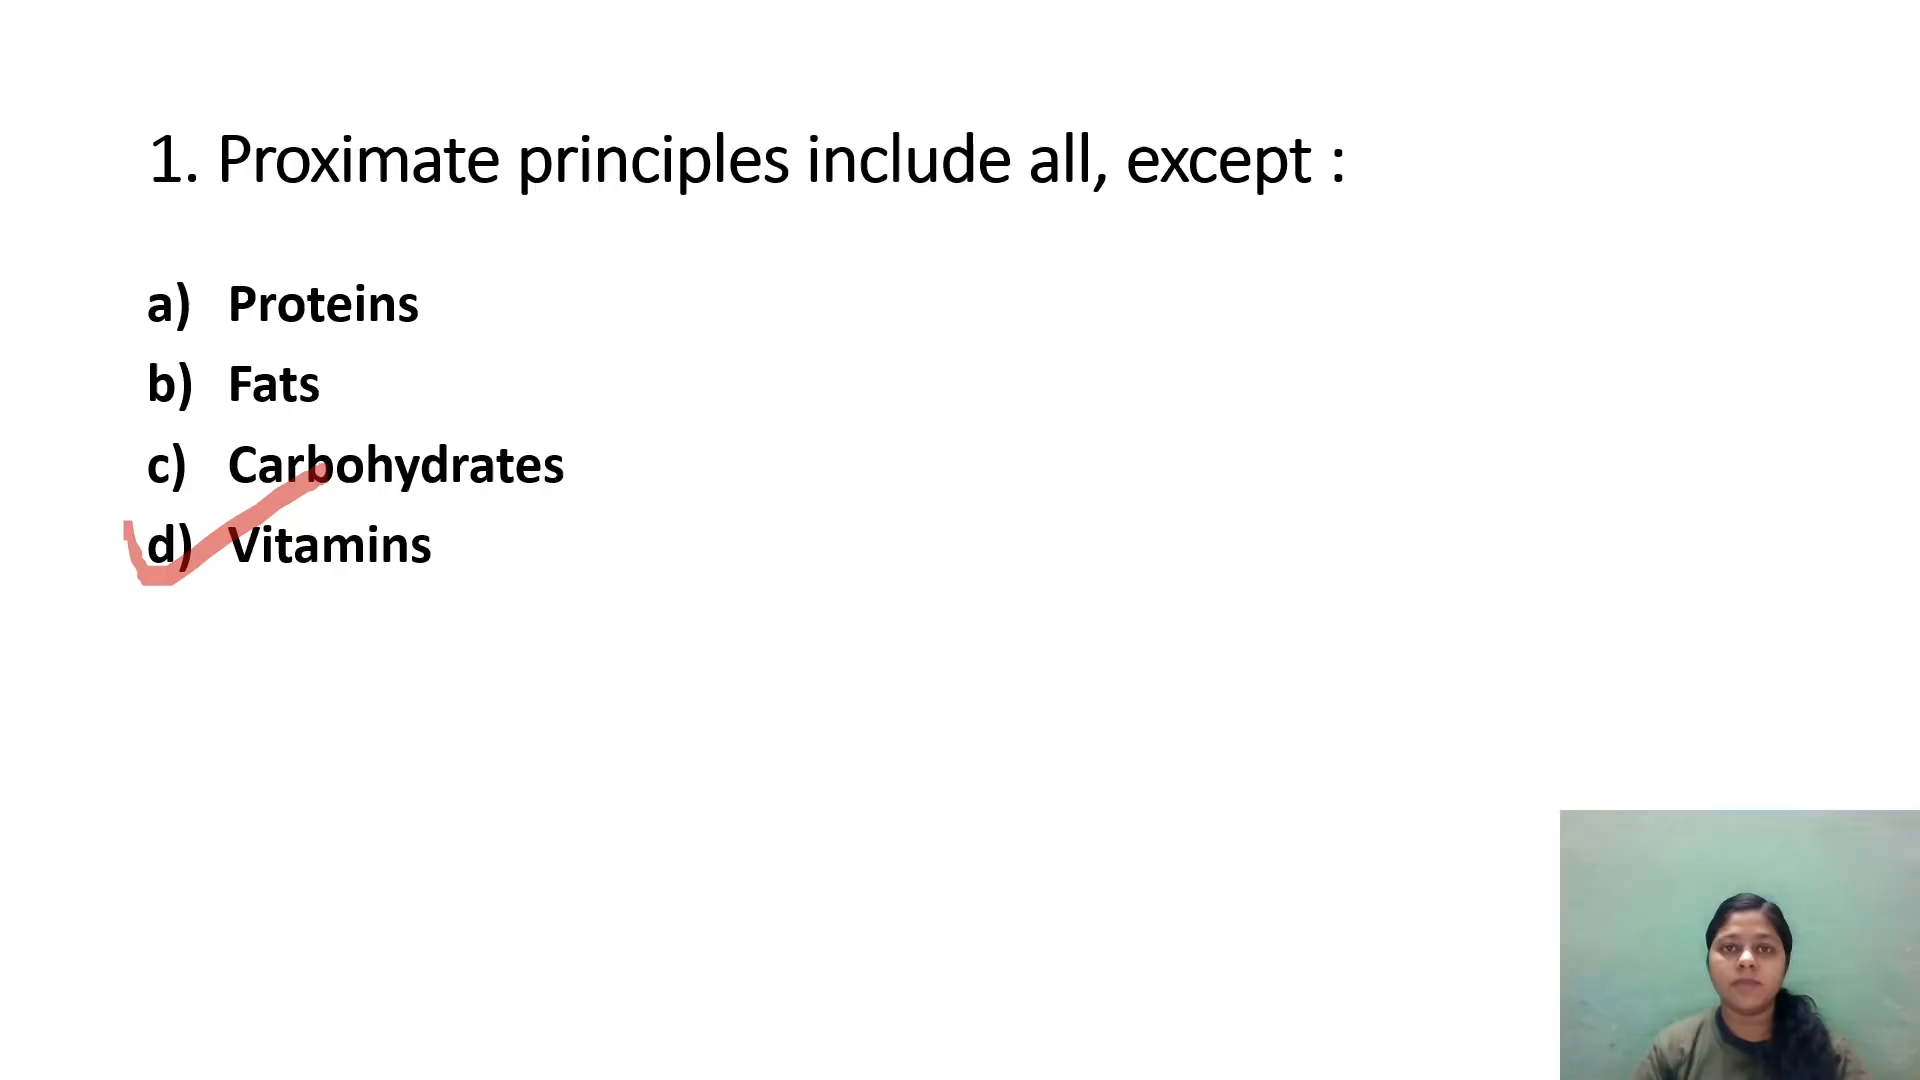 1. Proximate principles include all, except :
a) Proteins
b) Fats
c) Carbohydrates
d) Vitamins